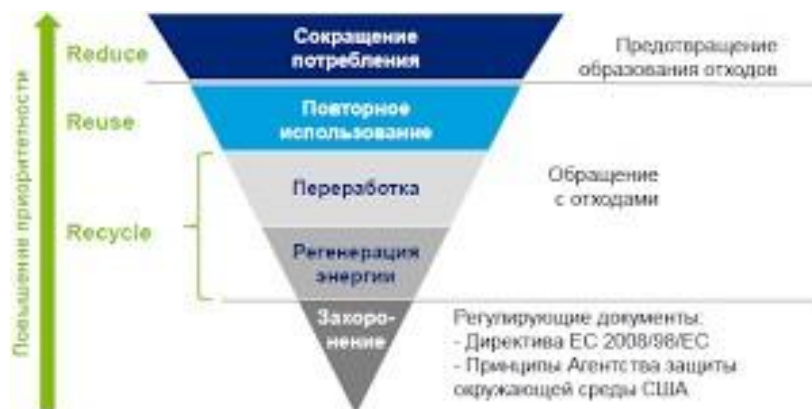 Повышение приоритетности
Reduce
Сокращение
потребления
Предотвращение
образования отходов
Reuse
Повторное
использование
Recycle
Переработка
Обращение
с отходами
Регенерация
энергии
Захоро-
нение
Регулирующие документы:
- Директива ЕС 2008/98/ЕС
- Принципы Агентства защиты
окружающей среды США